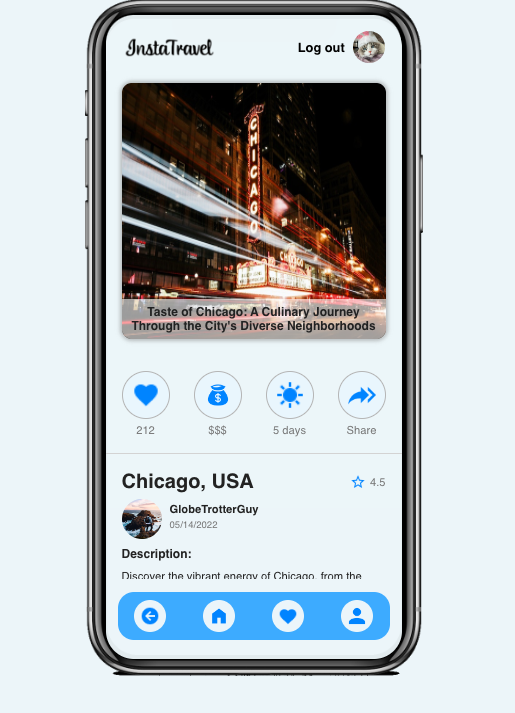 InstaTravel
Log out
CHICAGO
CHICAGO
Taste of Chicago: A Culinary Journey
Through the City's Diverse Neighborhoods
212
$$$
5 days
Share
Chicago, USA
4.5
GlobeTrotterGuy
05/14/2022
Description:
Discover the vibrant energy of Chicago, from the